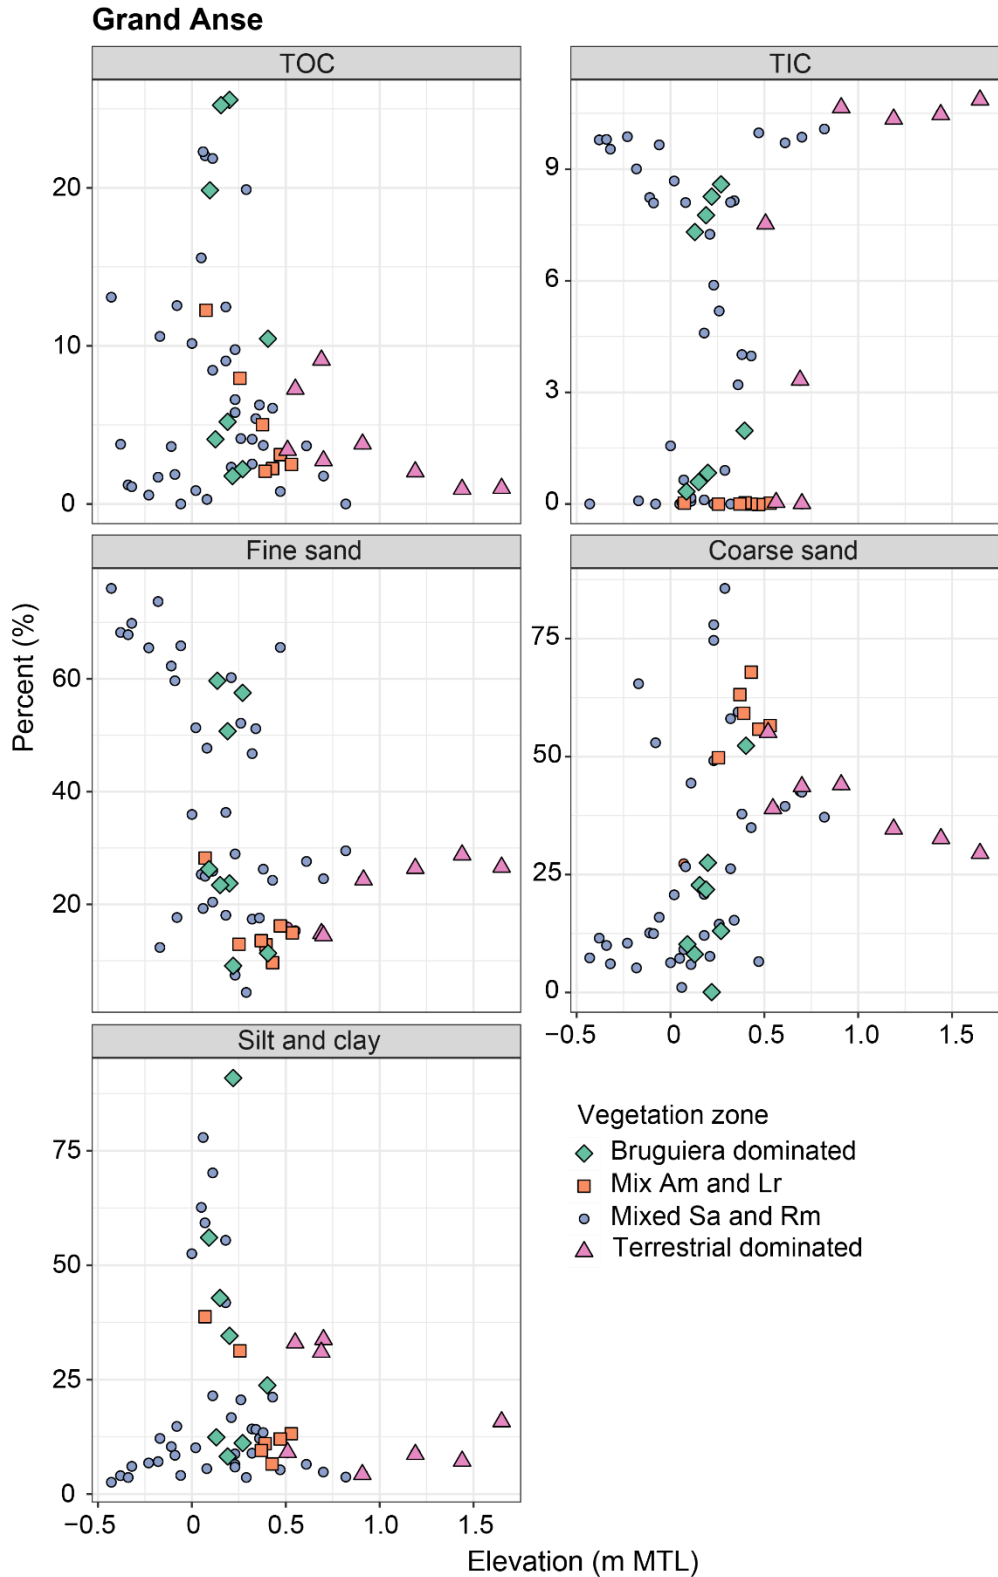 Grand Anse
TOC
TIC
20
10
0
9
6
3
0
Fine sand
Coarse sand
60
40
20
75
50
25
0
−0.5 0 0.5 1.0 1.5
Silt and clay
75
50
25
0
−0.5 0 0.5 1.0 1.5
Percent (%)
Elevation (m MTL)
Vegetation zone
Bruguiera dominated
Mix Am and Lr
Mixed Sa and Rm
Terrestrial dominated